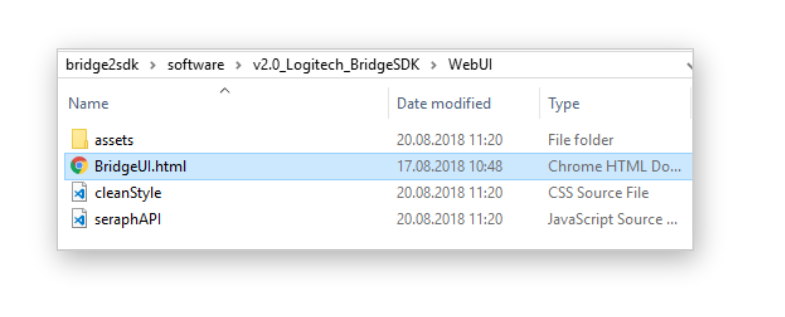 bridge2sdk > software > v2.0_Logitech_BridgeSDK > WebUI
Name Date modified Type
assets 20.08.2018 11:20 File folder
BridgeUI.html 17.08.2018 10:48 Chrome HTML Do...
cleanStyle 20.08.2018 11:20 CSS Source File
seraphAPI 20.08.2018 11:20 JavaScript Source ...